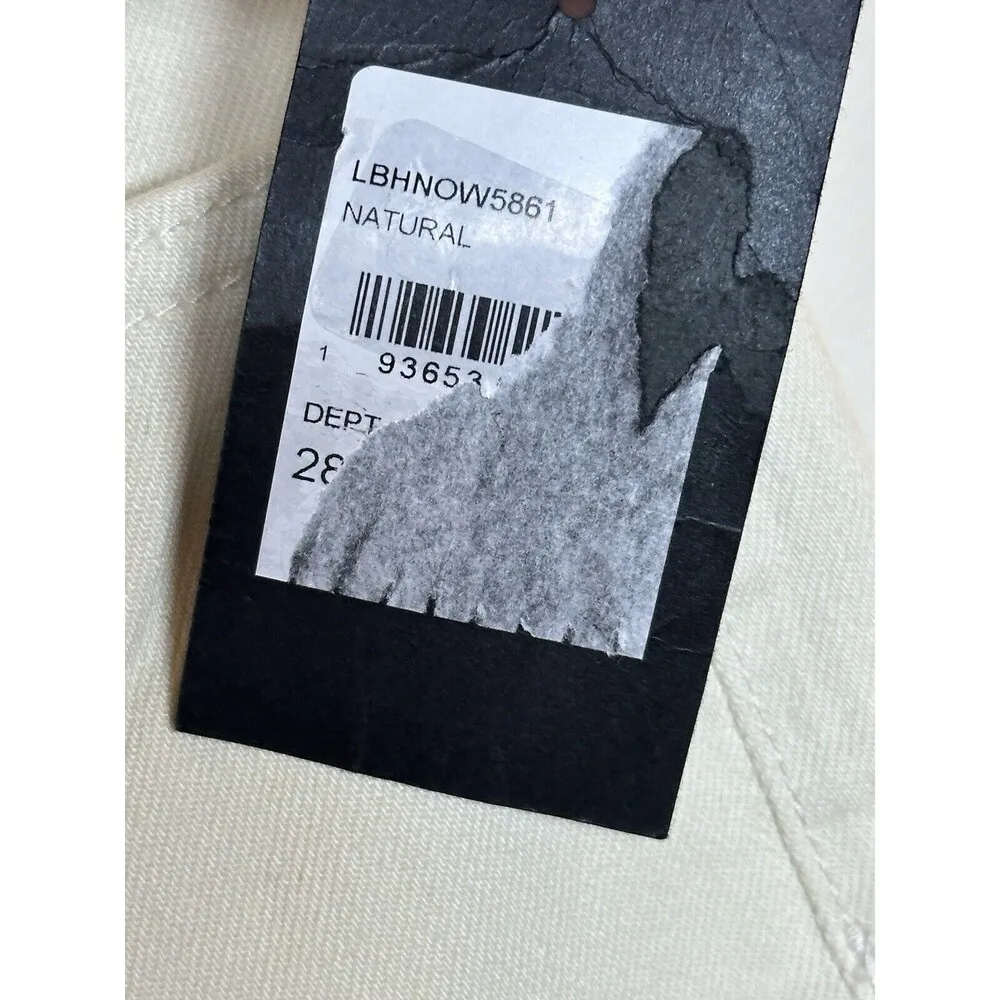 LBHNOW5861
NATURAL
1 93653
DEPT
28